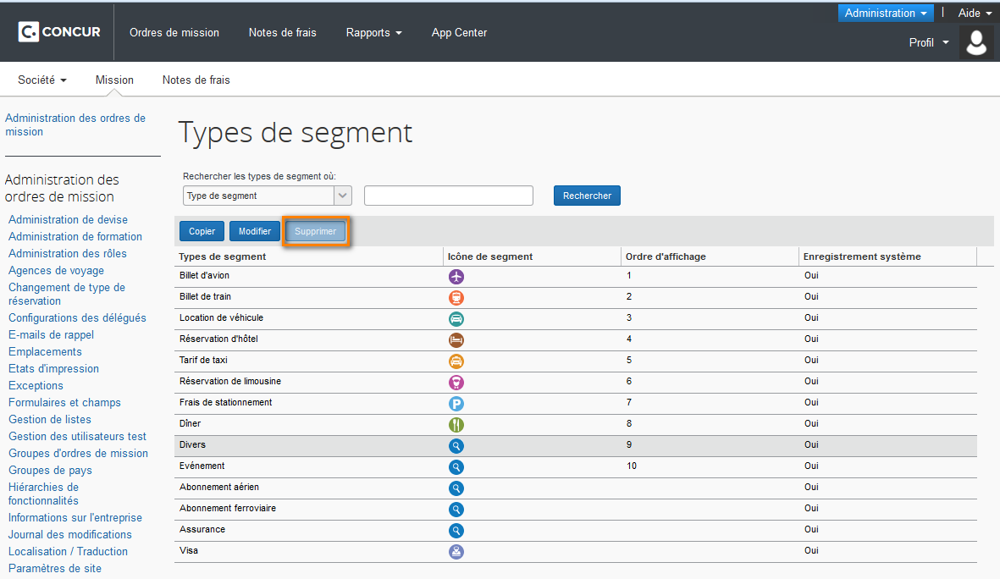 Administration
Aide
CONCUR
Ordres de mission
Notes de frais
Rapports
App Center
Profil
Société
Mission
Notes de frais
Administration des ordres de
mission
Administration des
ordres de mission
Administration de devise
Administration de formation
Administration des rôles
Agences de voyage
Changement de type de
réservation
Configurations des délégués
E-mails de rappel
Emplacements
Etats d'impression
Exceptions
Formulaires et champs
Gestion de listes
Gestion des utilisateurs test
Groupes d'ordres de mission
Groupes de pays
Hiérarchies de
fonctionnalités
Informations sur l'entreprise
Journal des modifications
Localisation / Traduction
Paramètres de site
Types de segment
Rechercher les types de segment où:
Type de segment
Rechercher
Copier Modifier Supprimer
Types de segment Icône de segment Ordre d'affichage Enregistrement système
Billet d'avion 1 Oui
Billet de train 2 Oui
Location de véhicule 3 Oui
Réservation d'hôtel 4 Oui
Tarif de taxi 5 Oui
Réservation de limousine 6 Oui
Frais de stationnement P 7 Oui
Dîner 8 Oui
Divers 9 Oui
Evénement 10 Oui
Abonnement aérien Oui
Abonnement ferroviaire Oui
Assurance Oui
Visa Oui